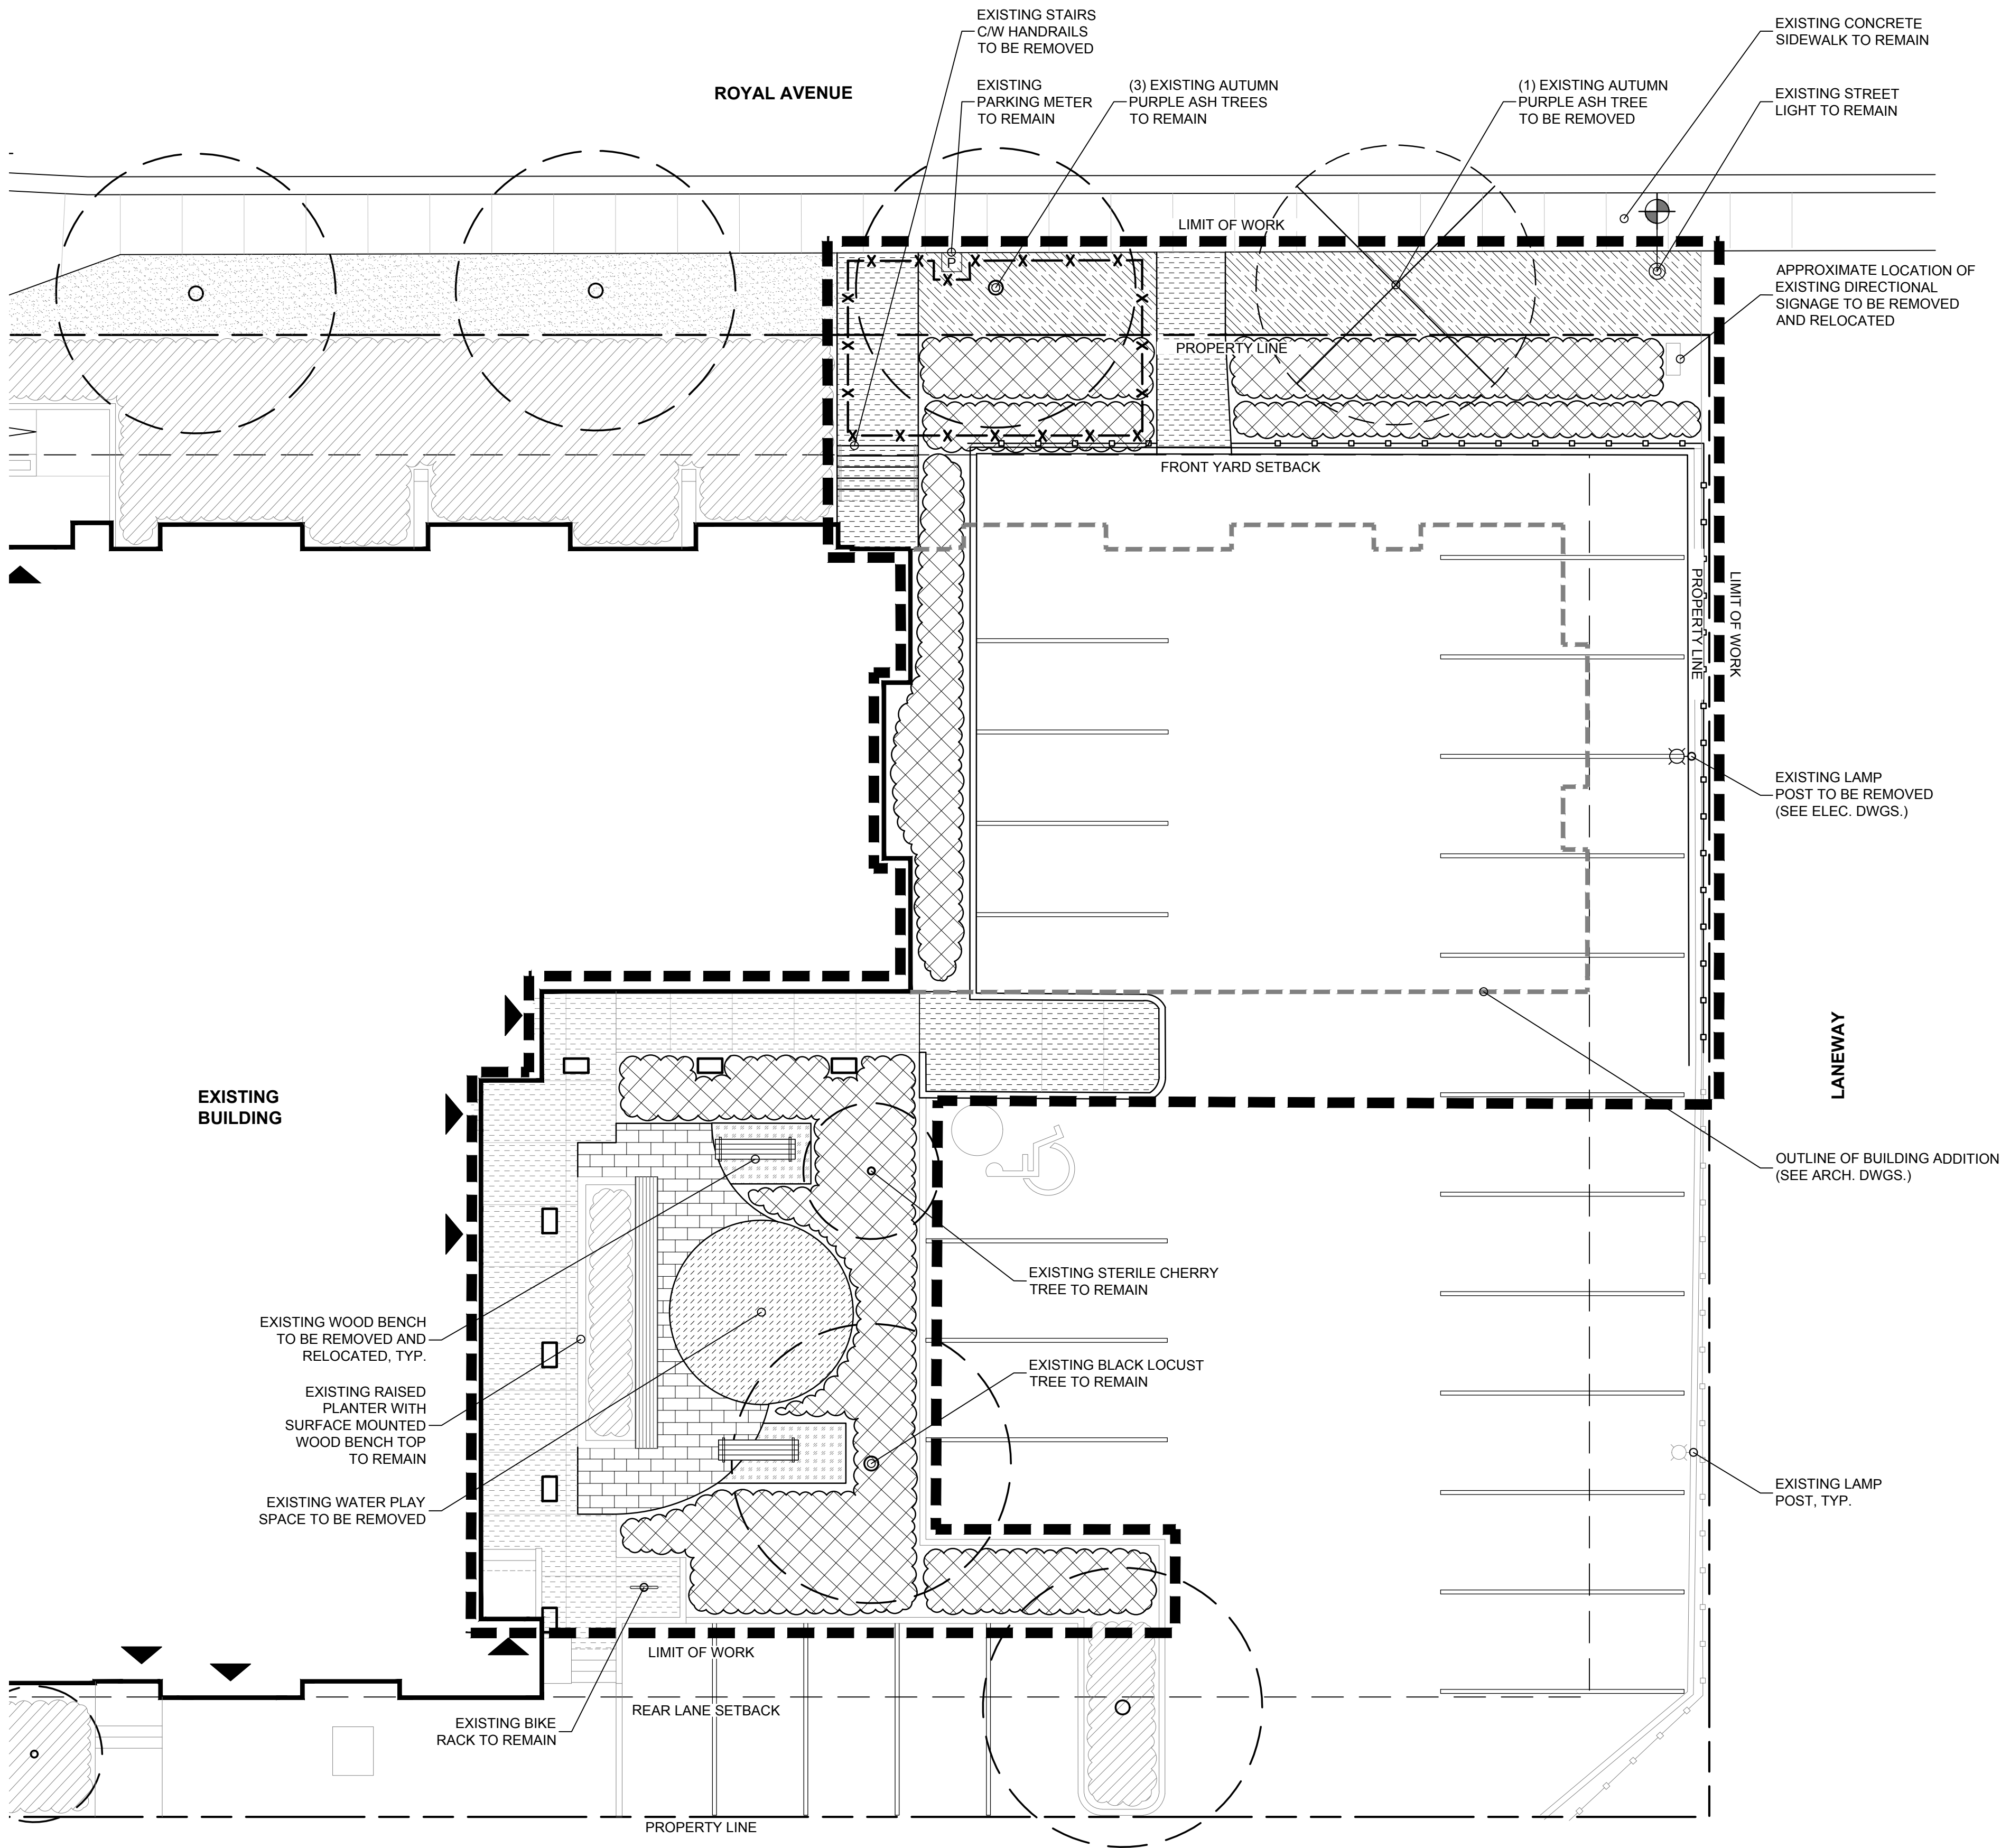 EXISTING STAIRS
C/W HANDRAILS
TO BE REMOVED
EXISTING CONCRETE
SIDEWALK TO REMAIN
ROYAL AVENUE
EXISTING
PARKING METER
TO REMAIN
(3) EXISTING AUTUMN
PURPLE ASH TREES
TO REMAIN
(1) EXISTING AUTUMN
PURPLE ASH TREE
TO BE REMOVED
EXISTING STREET
LIGHT TO REMAIN
LIMIT OF WORK
P
APPROXIMATE LOCATION OF
EXISTING DIRECTIONAL
SIGNAGE TO BE REMOVED
AND RELOCATED
PROPERTY LINE
FRONT YARD SETBACK
PROPERTY LINE
LIMIT OF WORK
EXISTING LAMP
POST TO BE REMOVED
(SEE ELEC. DWGS.)
LANEWAY
EXISTING
BUILDING
OUTLINE OF BUILDING ADDITION
(SEE ARCH. DWGS.)
EXISTING STERILE CHERRY
TREE TO REMAIN
EXISTING WOOD BENCH
TO BE REMOVED AND
RELOCATED, TYP.
EXISTING BLACK LOCUST
TREE TO REMAIN
EXISTING RAISED
PLANTER WITH
SURFACE MOUNTED
WOOD BENCH TOP
TO REMAIN
EXISTING WATER PLAY
SPACE TO BE REMOVED
EXISTING LAMP
POST, TYP.
LIMIT OF WORK
REAR LANE SETBACK
EXISTING BIKE
RACK TO REMAIN
PROPERTY LINE